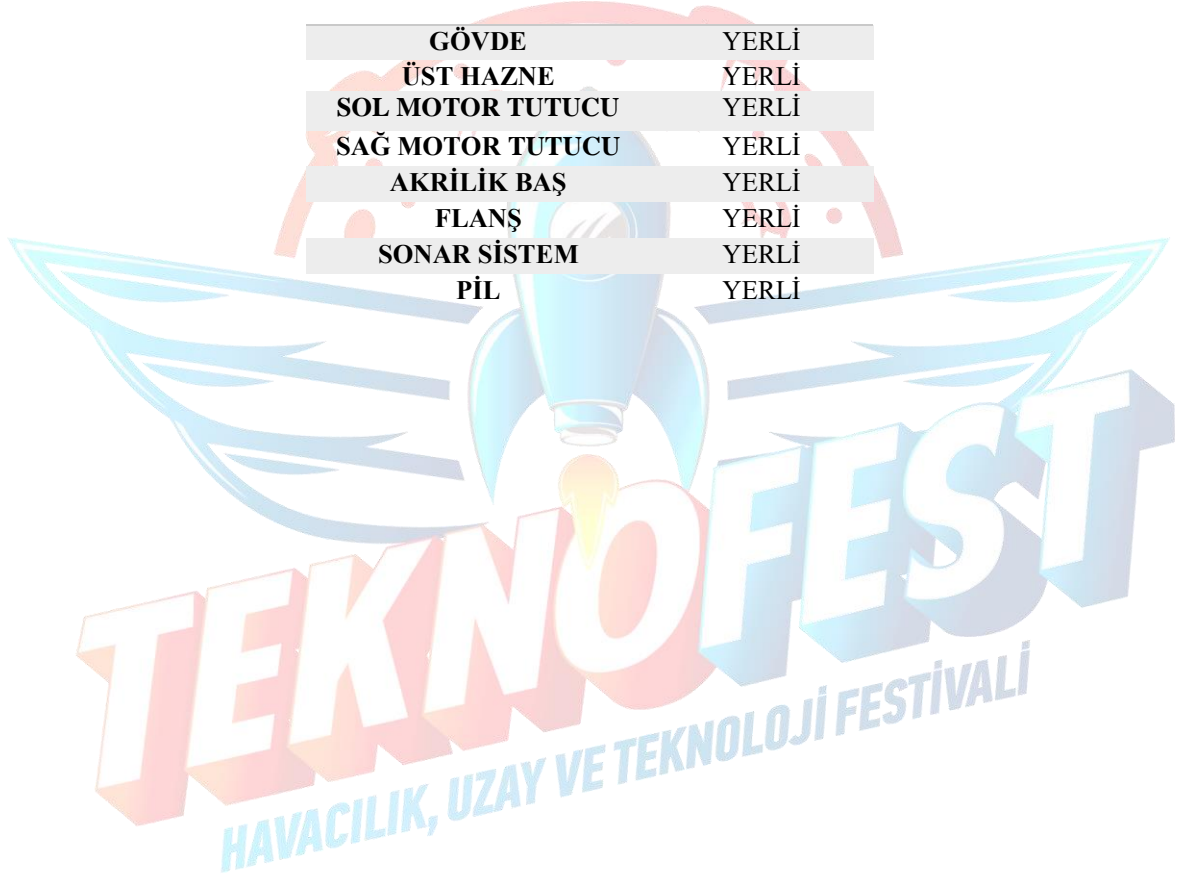 GÖVDE YERLİ
ÜST HAZNE YERLİ
SOL MOTOR TUTUCU YERLİ
SAĞ MOTOR TUTUCU YERLİ
AKRİLİK BAŞ YERLİ
FLANŞ YERLİ
SONAR SİSTEM YERLİ
PİL YERLİ
TEKNOFEST
HAVACILIK, UZAY VE TEKNOLOJİ FESTİVALİ